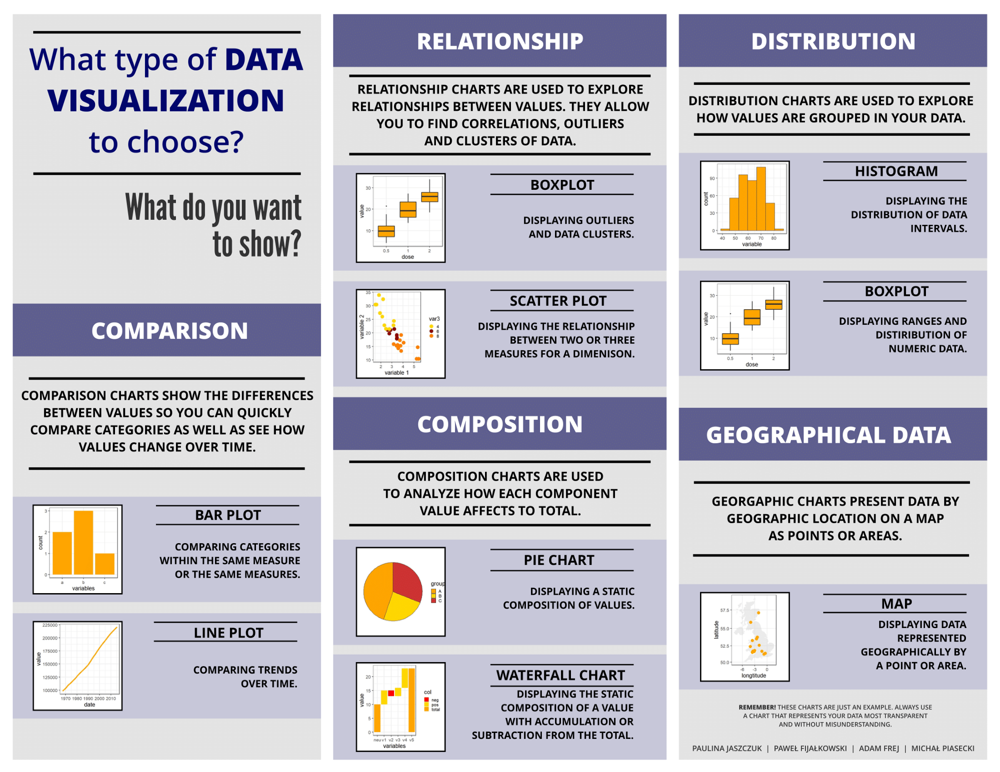 What type of DATA
VISUALIZATION
to choose?
What do you want
to show?
COMPARISON
COMPARISON CHARTS SHOW THE DIFFERENCES
BETWEEN VALUES SO YOU CAN QUICKLY
COMPARE CATEGORIES AS WELL AS SEE HOW
VALUES CHANGE OVER TIME.
3
2
1
0
count
a b c
variables
BAR PLOT
COMPARING CATEGORIES
WITHIN THE SAME MEASURE
OR THE SAME MEASURES.
225000
200000
175000
150000
125000
100000
value
1970 1980 1990 2000 2010
date
LINE PLOT
COMPARING TRENDS
OVER TIME.
RELATIONSHIP
RELATIONSHIP CHARTS ARE USED TO EXPLORE
RELATIONSHIPS BETWEEN VALUES. THEY ALLOW
YOU TO FIND CORRELATIONS, OUTLIERS
AND CLUSTERS OF DATA.
30
20
10
value
0.5 1 2
dose
BOXPLOT
DISPLAYING OUTLIERS
AND DATA CLUSTERS.
35
30
25
20
15
10
variable 2
2 3 4 5
variable 1
var3
4
6
8
SCATTER PLOT
DISPLAYING THE RELATIONSHIP
BETWEEN TWO OR THREE
MEASURES FOR A DIMENISON.
COMPOSITION
COMPOSITION CHARTS ARE USED
TO ANALYZE HOW EACH COMPONENT
VALUE AFFECTS TO TOTAL.
group
A
B
C
PIE CHART
DISPLAYING A STATIC
COMPOSITION OF VALUES.
20
15
10
5
0
value
neu v1 v2 v3 v4 v5
variables
col
neg
pos
total
WATERFALL CHART
DISPLAYING THE STATIC
COMPOSITION OF A VALUE
WITH ACCUMULATION OR
SUBTRACTION FROM THE TOTAL.
DISTRIBUTION
DISTRIBUTION CHARTS ARE USED TO EXPLORE
HOW VALUES ARE GROUPED IN YOUR DATA.
90
60
30
0
count
40 50 60 70 80
variable
HISTOGRAM
DISPLAYING THE
DISTRIBUTION OF DATA
INTERVALS.
30
20
10
value
0.5 1 2
dose
BOXPLOT
DISPLAYING RANGES AND
DISTIRIBUTION OF
NUMERIC DATA.
GEOGRAPHICAL DATA
GEORGAPHIC CHARTS PRESENT DATA BY
GEOGRAPHIC LOCATION ON A MAP
AS POINTS OR AREAS.
57.5
55.0
52.5
50.0
latitude
-6 -3 0
longtitude
MAP
DISPLAYING DATA
REPRESENTED
GEOGRAPHICALLY BY
A POINT OR AREA.
REMEMBER! THESE CHARTS ARE JUST AN EXAMPLE. ALWAYS USE
A CHART THAT REPRESENTS YOUR DATA MOST TRANSPARENT
AND WITHOUT MISUNDERSTANDING.
PAULINA JASZCZUK | PAWEŁ FIJAŁKOWSKI | ADAM FREJ | MICHAŁ PIASECKI